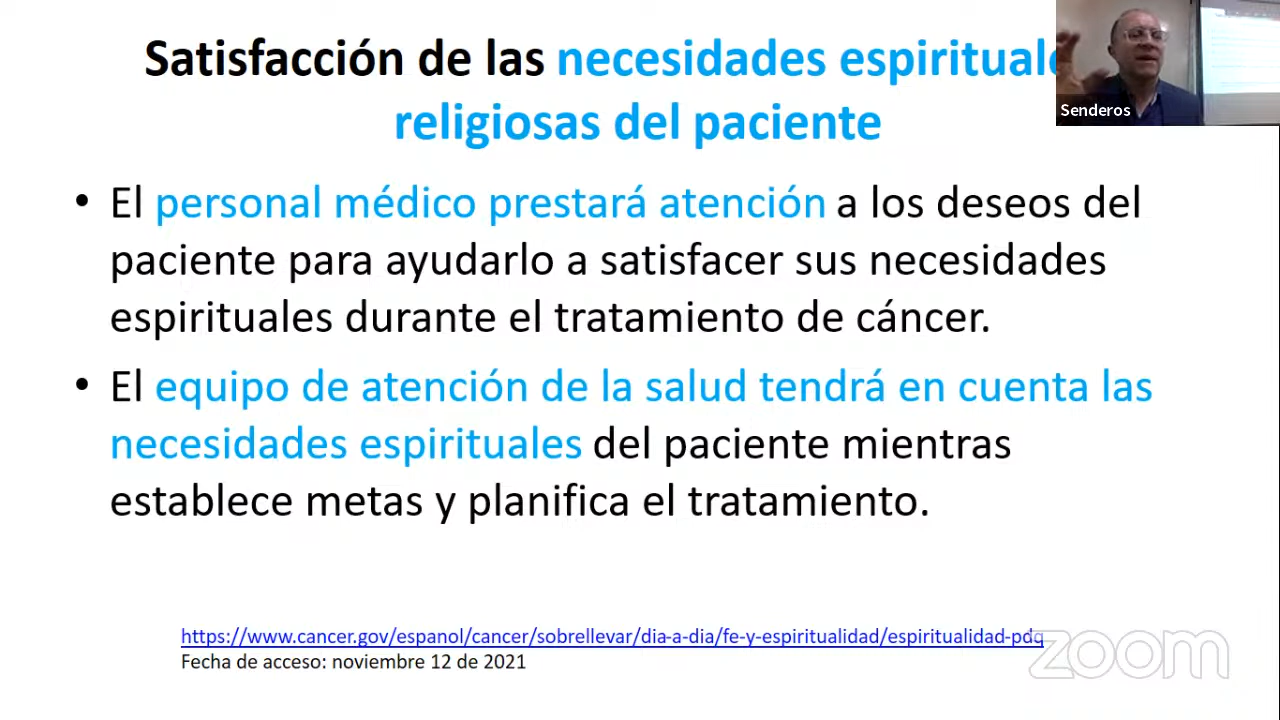 Satisfacción de las necesidades espirituale
religiosas del paciente
Senderos
• El personal médico prestará atención a los deseos del
paciente para ayudarlo a satisfacer sus necesidades
espirituales durante el tratamiento de cáncer.
• El equipo de atención de la salud tendrá en cuenta las
necesidades espirituales del paciente mientras
establece metas y planifica el tratamiento.
https://www.cancer.gov/espanol/cancer/sobrellevar/dia-a-dia/fe-y-espiritualidad/espiritualidad-pdq
Fecha de acceso: noviembre 12 de 2021
zoom